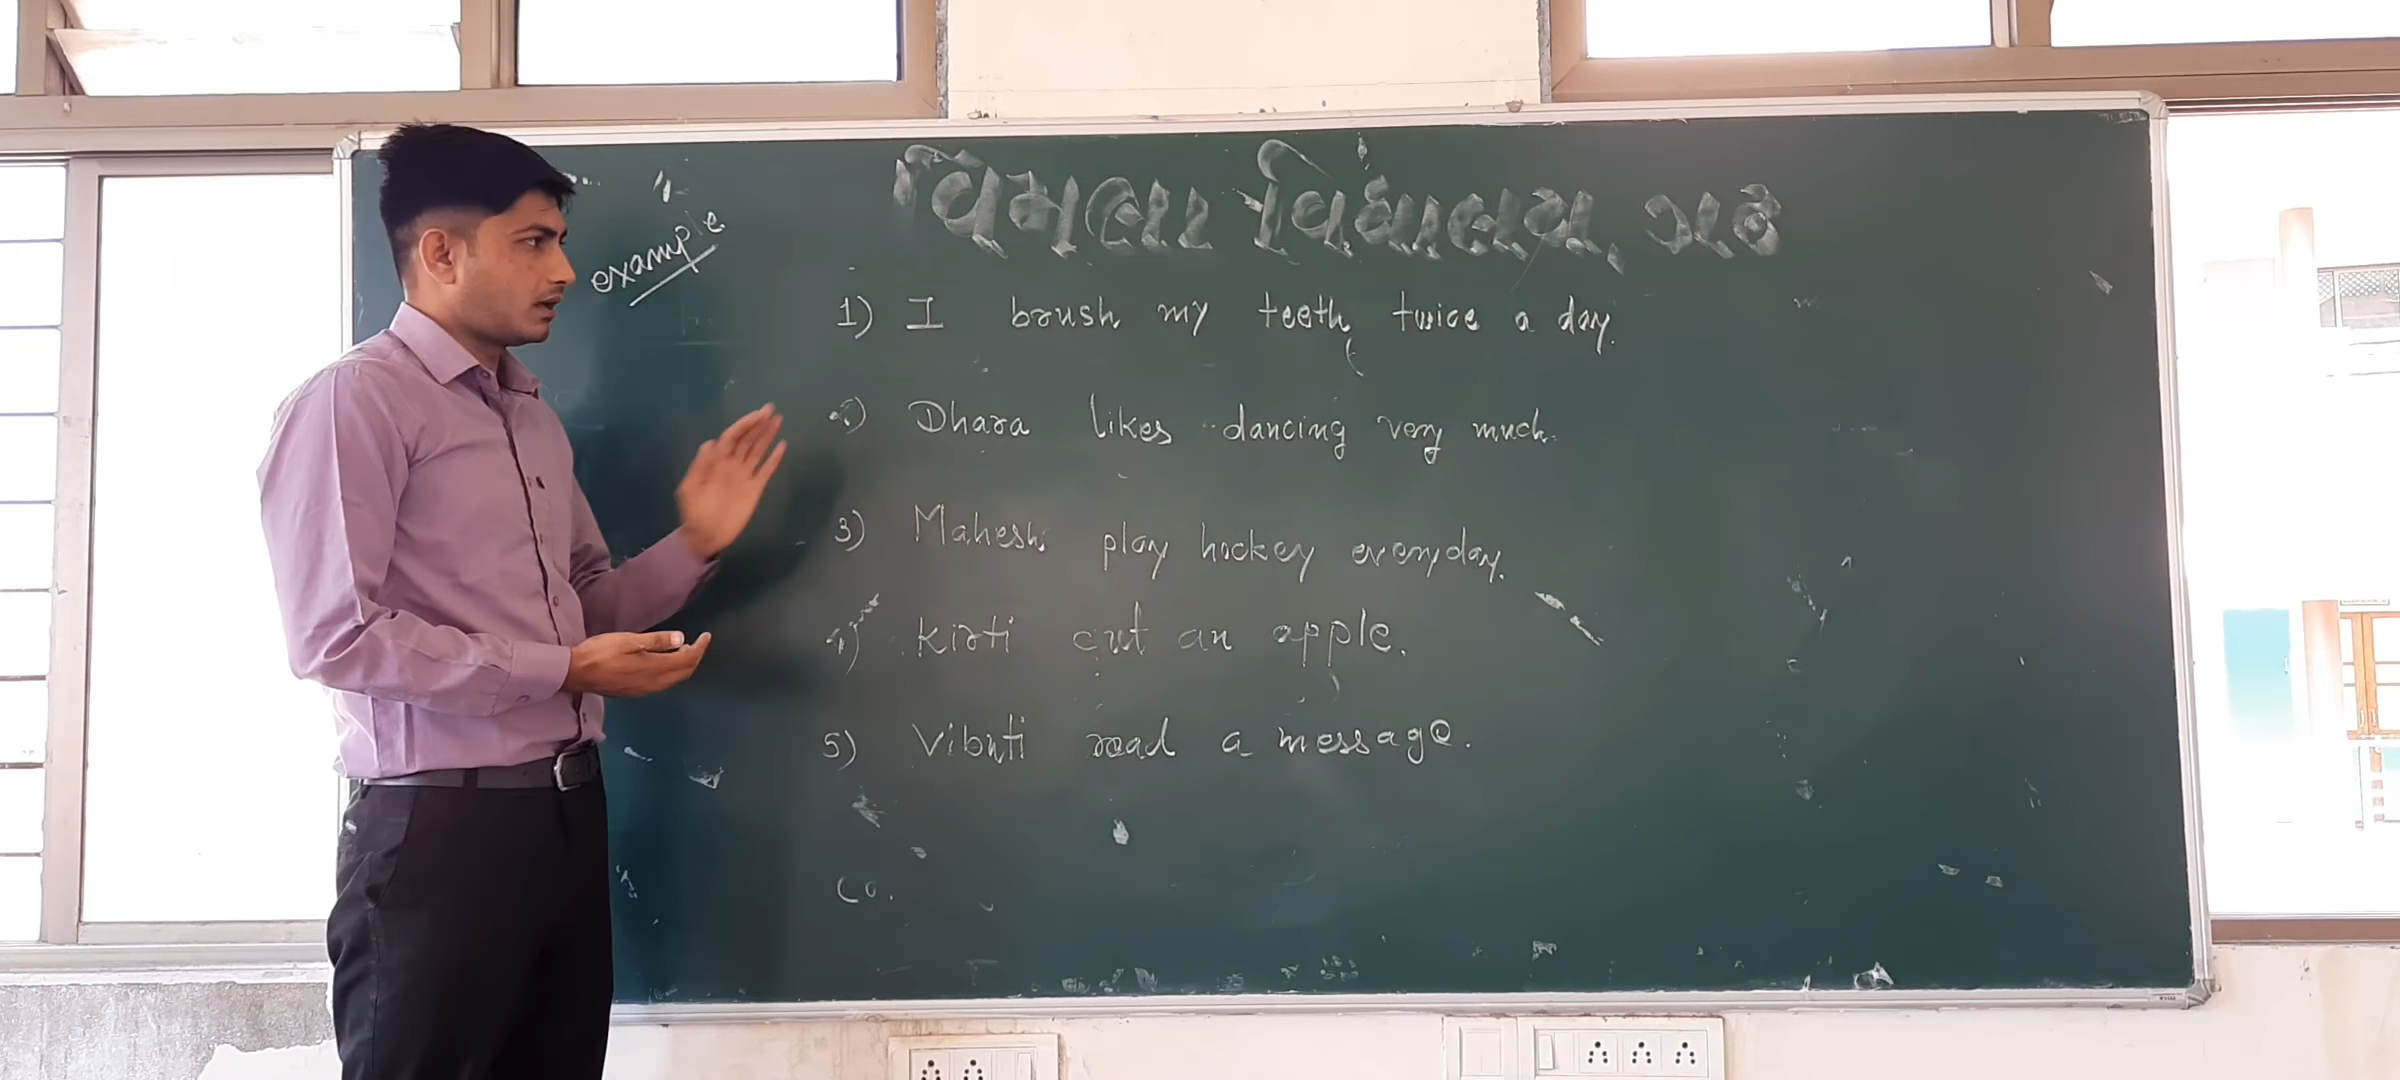 વિમલા વિદ્યાલય, ગઢ
example
1) I brush my teeth twice a day.
2) Dhara likes dancing very much.
3) Mahesh play hockey everyday.
4) Kirti cut an apple.
5) Vibuti read a message.